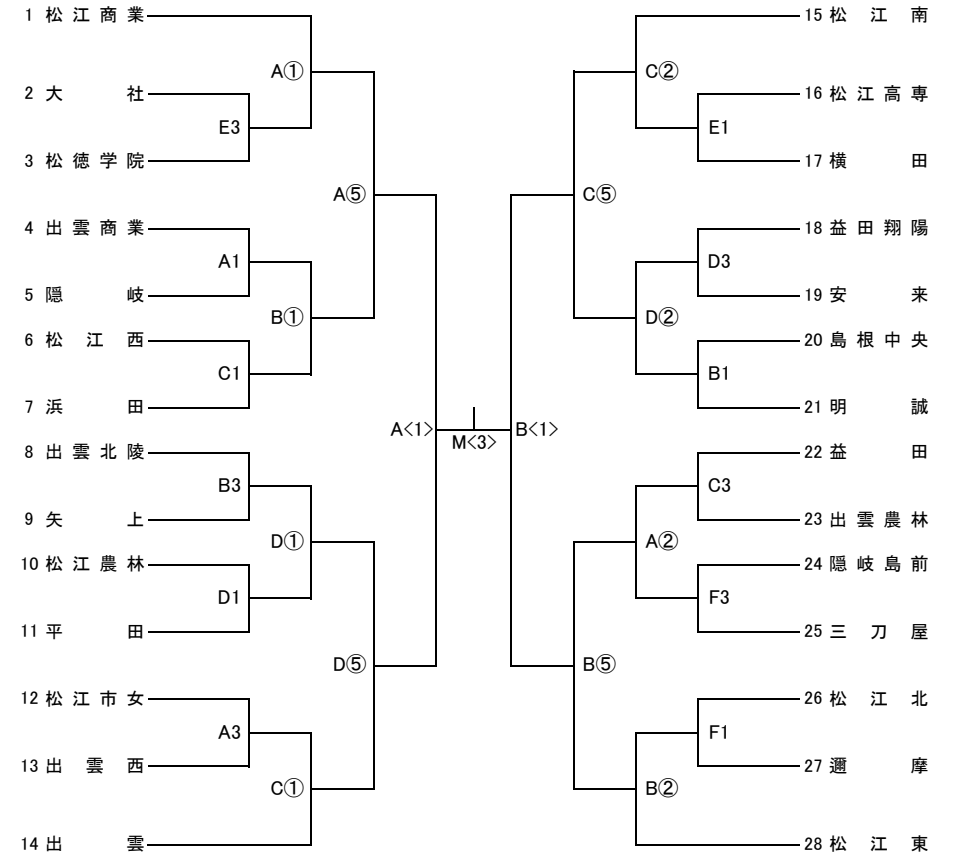 1 松江商業
A①
2 大社
E3
3 松徳学院
A⑤
4 出雲商業
A1
5 隠岐
B①
6 松江西
C1
7 浜田
A<1>
8 出雲北陵
B3
9 矢上
D①
10 松江農林
D1
11 平田
D⑤
12 松江市女
A3
13 出雲西
C①
14 出雲
M<3>
15 松江南
C②
16 松江高専
E1
17 横田
C⑤
18 益田翔陽
D3
19 安来
D②
20 島根中央
B1
21 明誠
B<1>
22 益田
C3
23 出雲農林
A②
24 隠岐島前
F3
25 三刀屋
B⑤
26 松江北
F1
27 邇摩
B②
28 松江東